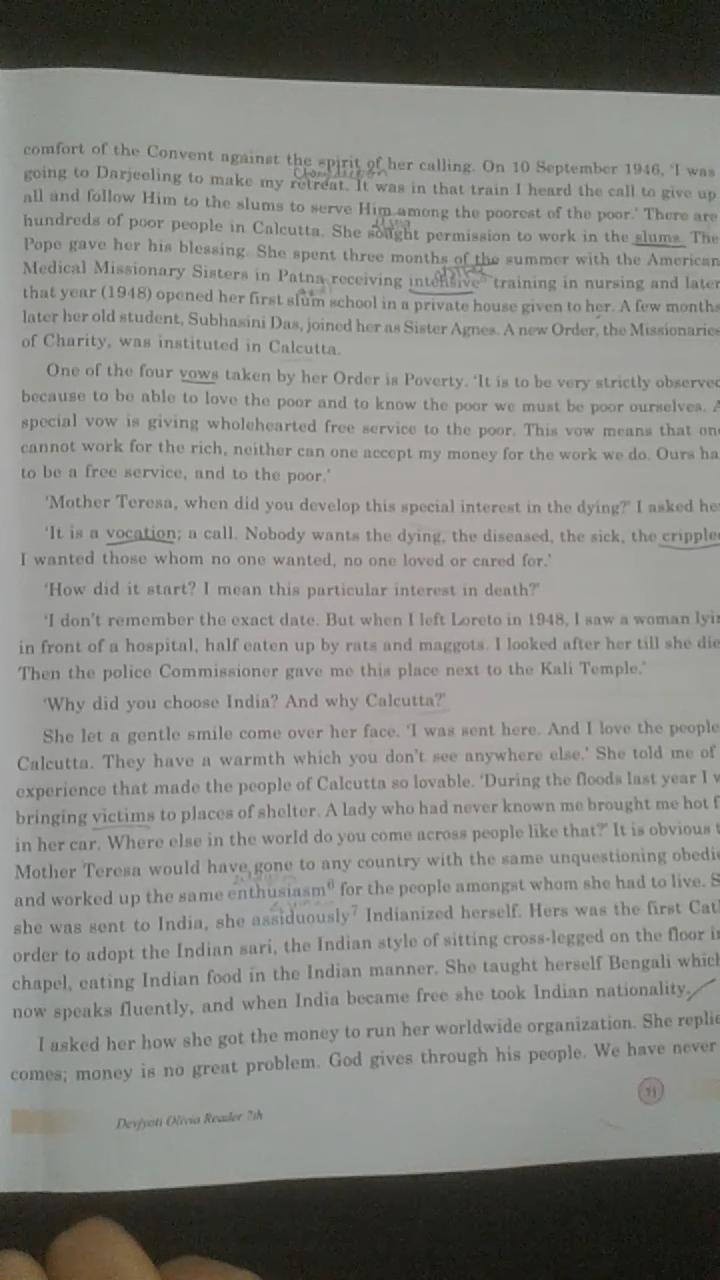 comfort of the Convent against the spirit of her calling. On 10 September 1946, 'I was
going to Darjeeling to make my retreat. It was in that train I heard the call to give up
all and follow Him to the slums to serve Him among the poorest of the poor.' There are
hundreds of poor people in Calcutta. She sought permission to work in the slums. The
Pope gave her his blessing. She spent three months of the summer with the American
Medical Missionary Sisters in Patna receiving intensive training in nursing and later
that year (1948) opened her first slum school in a private house given to her. A few months
later her old student, Subhasini Das, joined her as Sister Agnes. A new Order, the Missionaries
of Charity, was instituted in Calcutta.
One of the four vows taken by her Order is Poverty. 'It is to be very strictly observed
because to be able to love the poor and to know the poor we must be poor ourselves. A
special vow is giving wholehearted free service to the poor. This vow means that one
cannot work for the rich, neither can one accept my money for the work we do. Ours ha
to be a free service, and to the poor.'
'Mother Teresa, when did you develop this special interest in the dying?' I asked he
'It is a vocation; a call. Nobody wants the dying, the diseased, the sick, the cripple
I wanted those whom no one wanted, no one loved or cared for.'
'How did it start? I mean this particular interest in death?'
'I don't remember the exact date. But when I left Loreto in 1948, I saw a woman lyi
in front of a hospital, half eaten up by rats and maggots. I looked after her till she die
Then the police Commissioner gave me this place next to the Kali Temple.'
'Why did you choose India? And why Calcutta?'
She let a gentle smile come over her face. 'I was sent here. And I love the people
Calcutta. They have a warmth which you don't see anywhere else.' She told me of
experience that made the people of Calcutta so lovable. 'During the floods last year I w
bringing victims to places of shelter. A lady who had never known me brought me hot f
in her car. Where else in the world do you come across people like that?' It is obvious t
Mother Teresa would have gone to any country with the same unquestioning obedie
and worked up the same enthusiasm⁶ for the people amongst whom she had to live. S
she was sent to India, she assiduously⁷ Indianized herself. Hers was the first Cat
order to adopt the Indian sari, the Indian style of sitting cross-legged on the floor i
chapel, eating Indian food in the Indian manner. She taught herself Bengali which
now speaks fluently, and when India became free she took Indian nationality.
I asked her how she got the money to run her worldwide organization. She replie
comes; money is no great problem. God gives through his people. We have never
Devjyoti Olivia Reader 7th